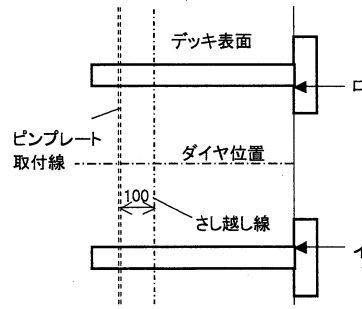 デッキ表面
ロ
ピンプレート
取付線
ダイヤ位置
100
さし越し線
イ